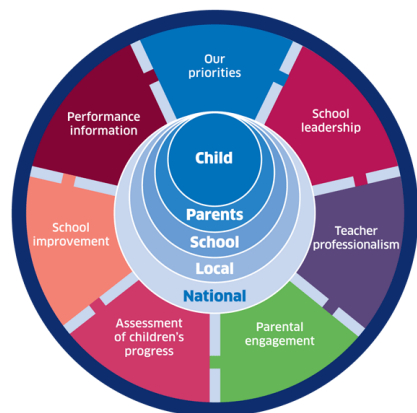 Our
priorities
School
leadership
Teacher
professionalism
Parental
engagement
Assessment
of children's
progress
School
improvement
Performance
information
Child
Parents
School
Local
National